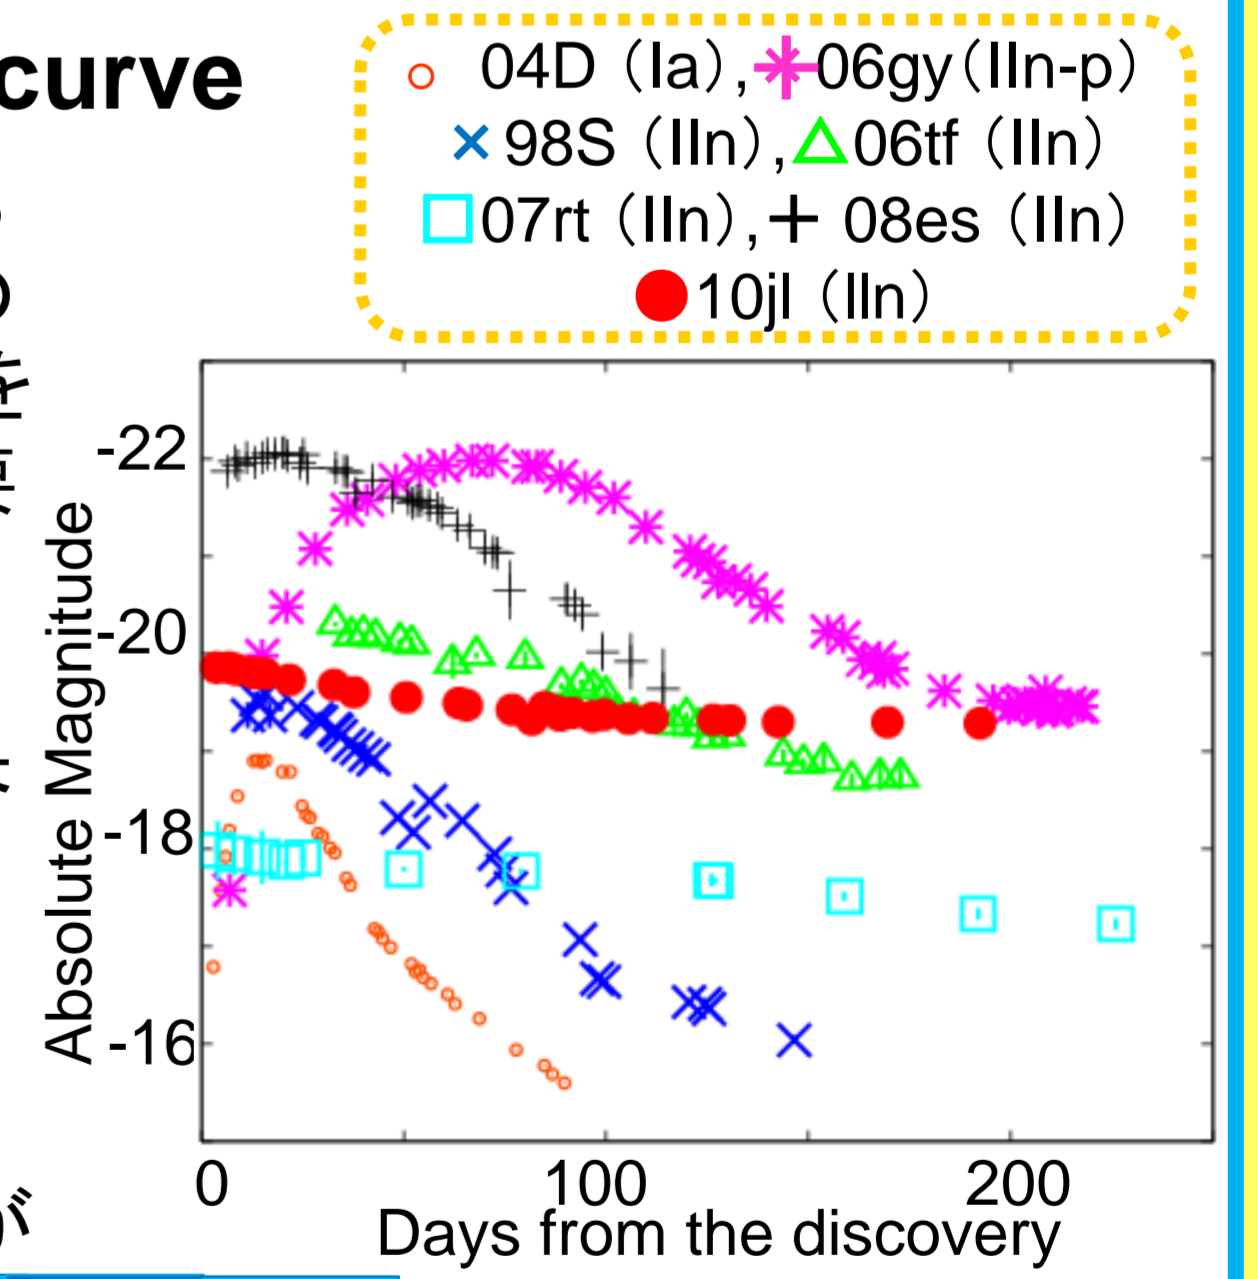 curve
04D（Ia）, 06gy（IIn-p）
98S（IIn）, 06tf（IIn）
07rt（IIn）, 08es（IIn）
10jl（IIn）
-22
-20
-18
-16
Absolute Magnitude
0 100 200
Days from the discovery
が